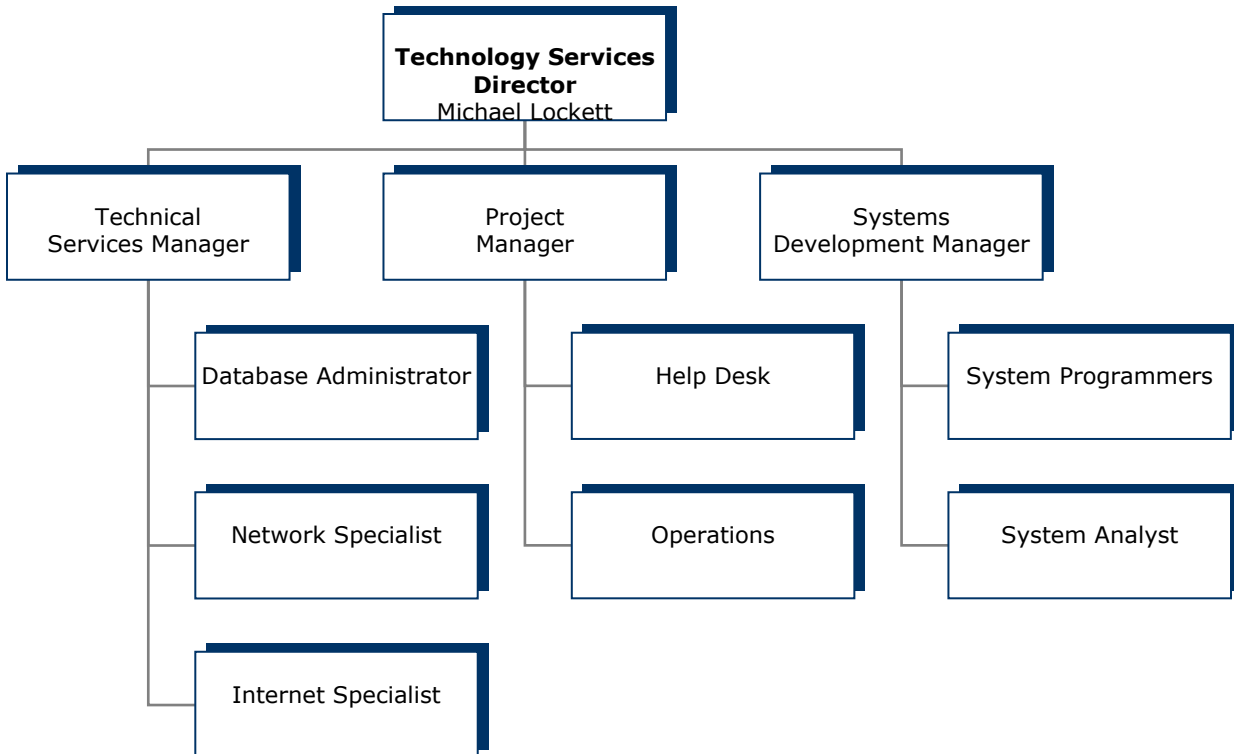 Technology Services
Director
Michael Lockett
Technical
Services Manager
Project
Manager
Systems
Development Manager
Database Administrator
Help Desk
System Programmers
Network Specialist
Operations
System Analyst
Internet Specialist